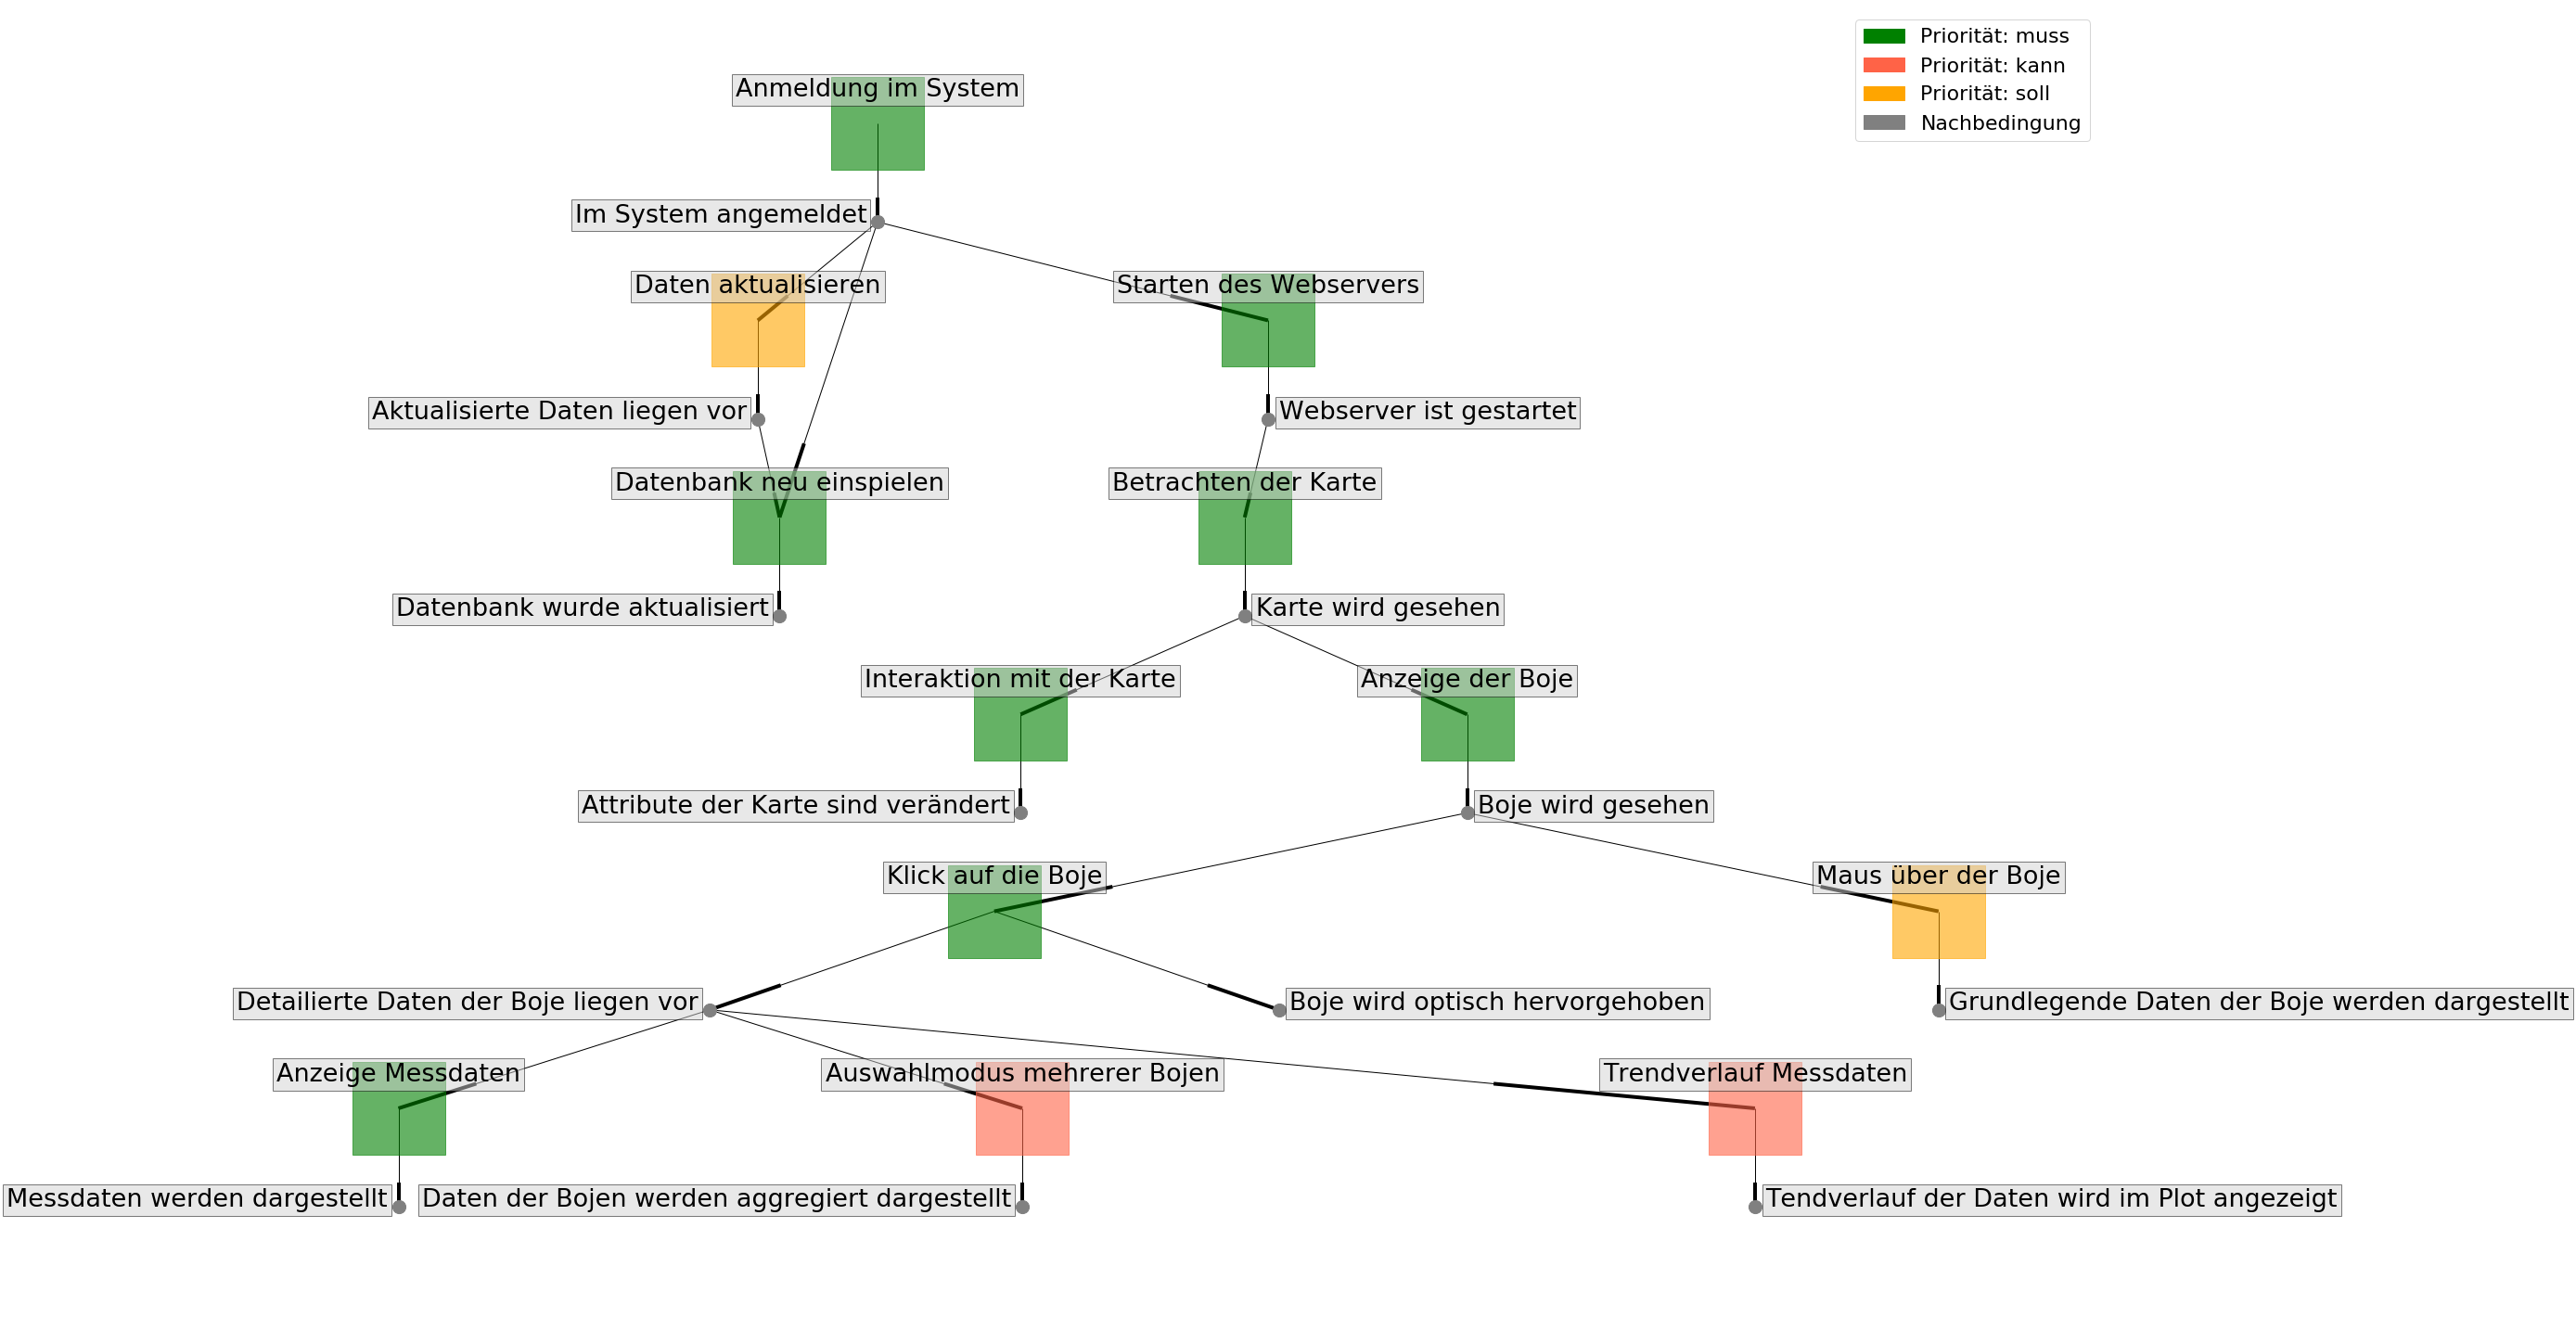 Priorität: muss
Priorität: kann
Priorität: soll
Nachbedingung
Anmeldung im System
Im System angemeldet
Daten aktualisieren
Starten des Webservers
Aktualisierte Daten liegen vor
Webserver ist gestartet
Datenbank neu einspielen
Betrachten der Karte
Datenbank wurde aktualisiert
Karte wird gesehen
Interaktion mit der Karte
Anzeige der Boje
Attribute der Karte sind verändert
Boje wird gesehen
Klick auf die Boje
Maus über der Boje
Detailierte Daten der Boje liegen vor
Boje wird optisch hervorgehoben
Grundlegende Daten der Boje werden dargestellt
Anzeige Messdaten
Auswahlmodus mehrerer Bojen
Trendverlauf Messdaten
Messdaten werden dargestellt
Daten der Bojen werden aggregiert dargestellt
Tendverlauf der Daten wird im Plot angezeigt